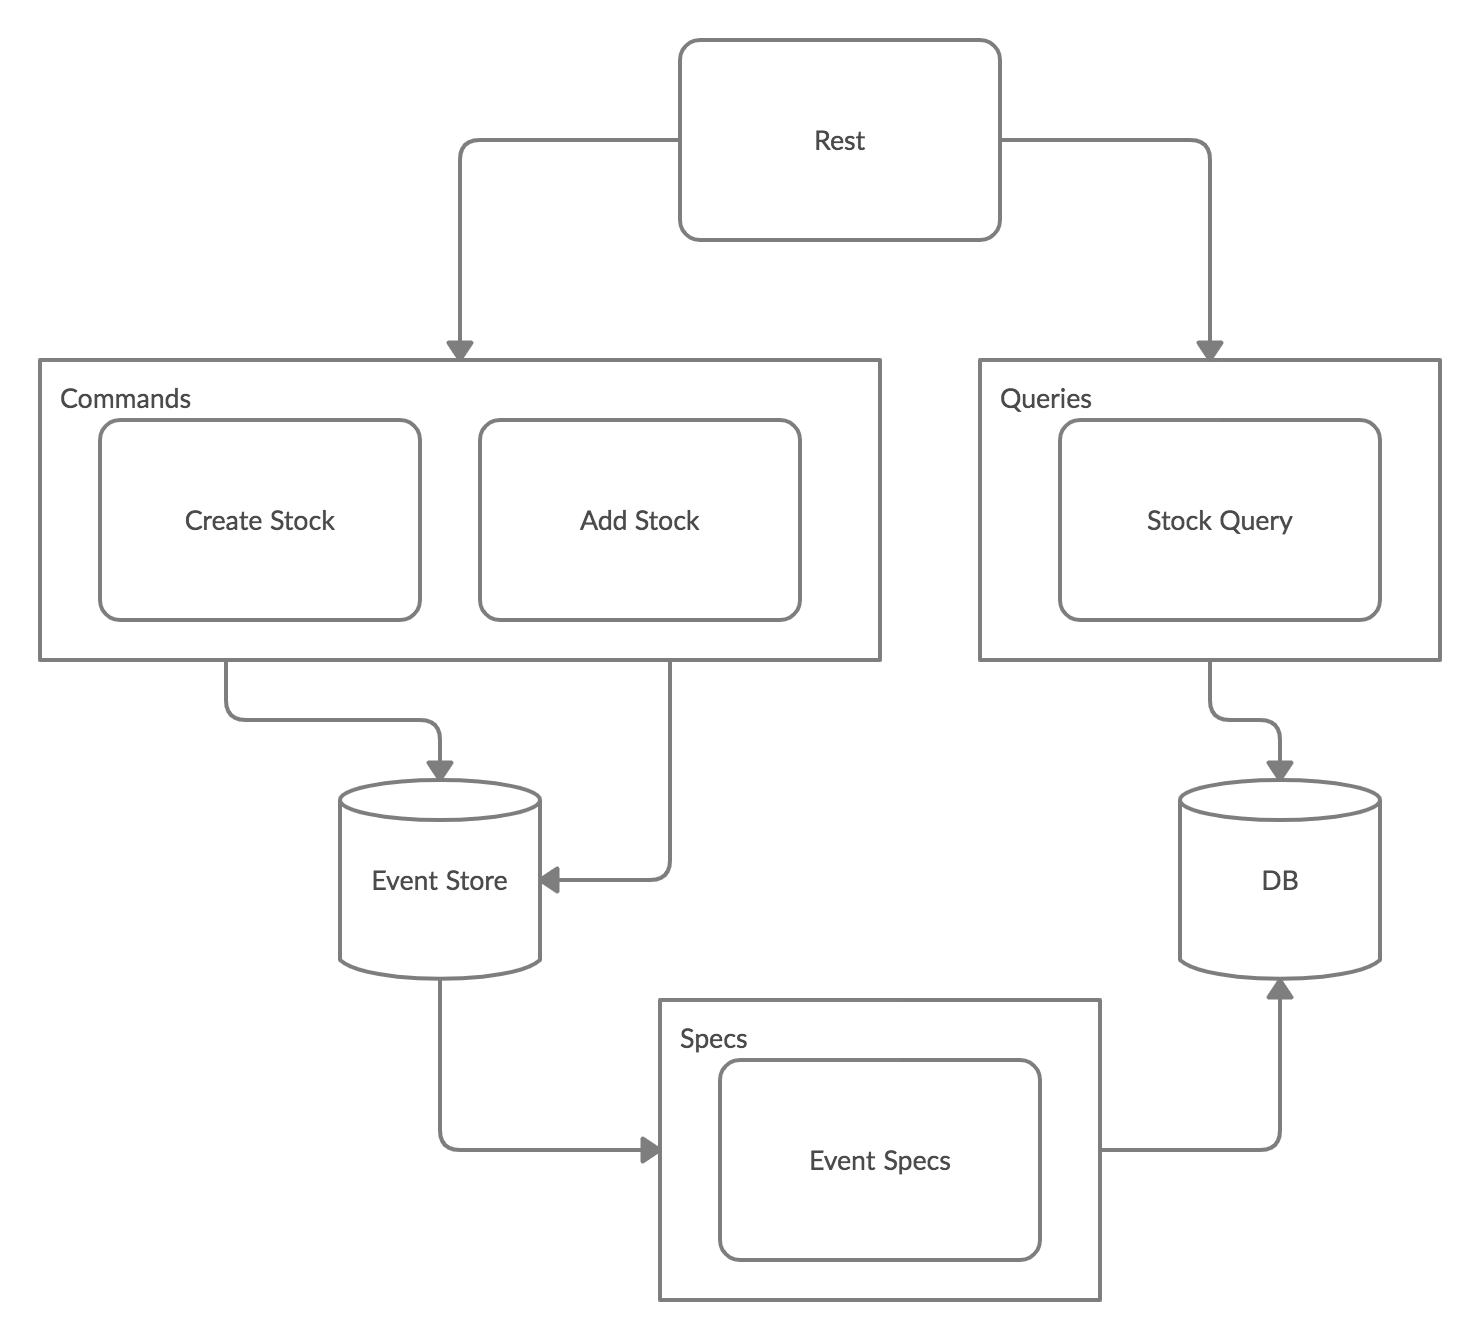 Rest
Commands
Create Stock
Add Stock
Queries
Stock Query
Event Store
DB
Specs
Event Specs